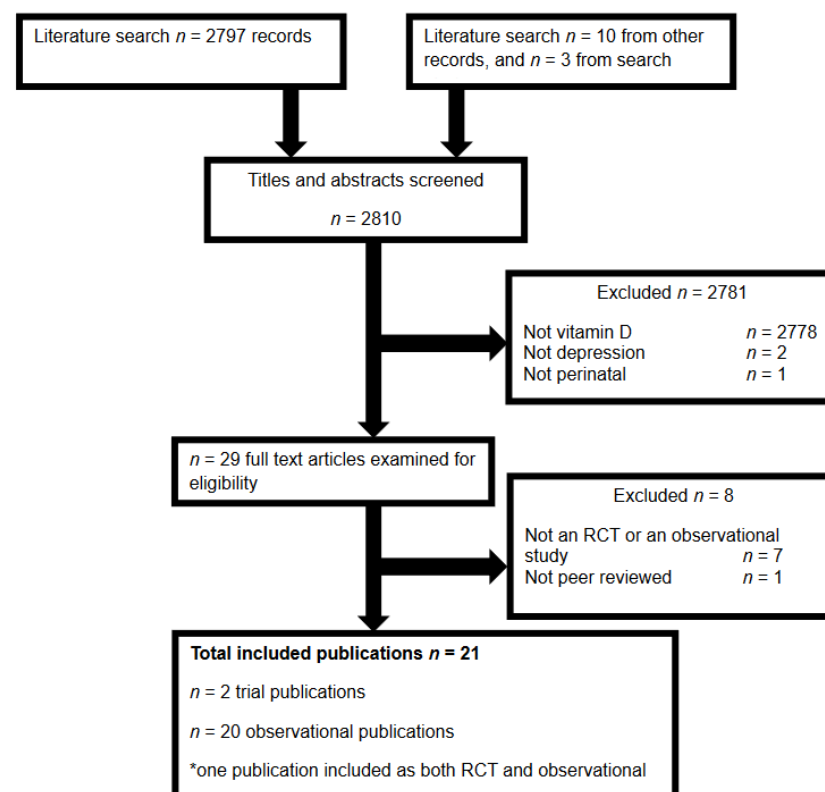 Literature search n = 2797 records
Literature search n = 10 from other
records, and n = 3 from search
Titles and abstracts screened
n = 2810
Excluded n = 2781
Not vitamin D n = 2778
Not depression n = 2
Not perinatal n = 1
n = 29 full text articles examined for
eligibility
Excluded n = 8
Not an RCT or an observational
study n = 7
Not peer reviewed n = 1
Total included publications n = 21
n = 2 trial publications
n = 20 observational publications
*one publication included as both RCT and observational